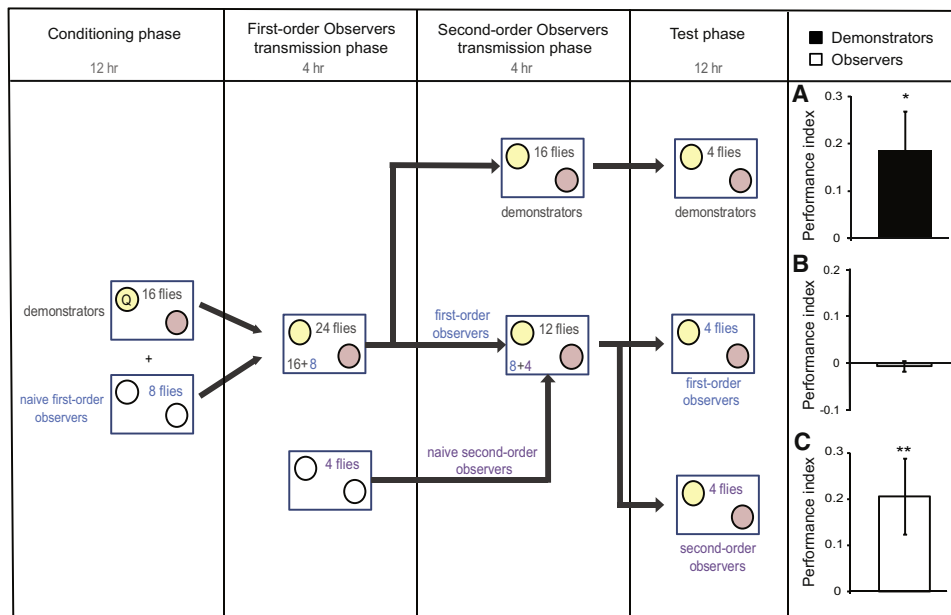 Conditioning phase
12 hr
First-order Observers
transmission phase
4 hr
Second-order Observers
transmission phase
4 hr
Test phase
12 hr
Demonstrators
Observers
demonstrators
Q
16 flies
+
naive first-order
observers
8 flies
24 flies
16+8
4 flies
16 flies
demonstrators
first-order
observers
12 flies
8+4
naive second-order
observers
4 flies
demonstrators
4 flies
first-order
observers
4 flies
second-order
observers
A
Performance index
0.3
0.2
0.1
0
*
B
Performance index
0.2
0.1
0
-0.1
C
Performance index
0.3
0.2
0.1
0
**